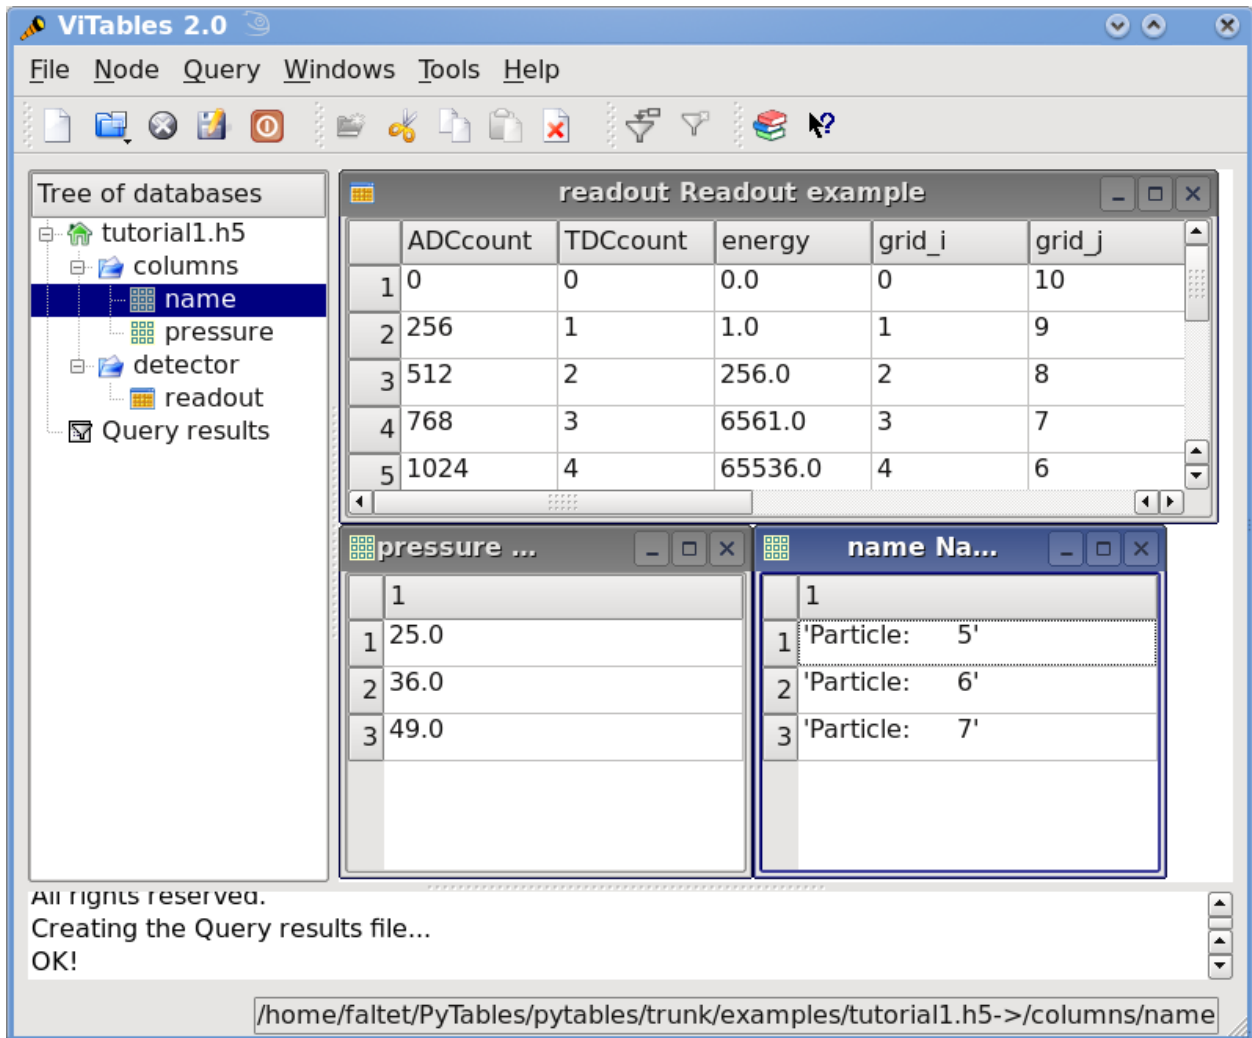 ViTables 2.0
File Node Query Windows Tools Help
Tree of databases
tutorial1.h5
columns
name
pressure
detector
readout
Query results
readout Readout example
ADCcount TDCcount energy grid_i grid_j
1 0 0 0.0 0 10
2 256 1 1.0 1 9
3 512 2 256.0 2 8
4 768 3 6561.0 3 7
5 1024 4 65536.0 4 6
pressure ...
1
1 25.0
2 36.0
3 49.0
name Na...
1
1 'Particle:      5'
2 'Particle:      6'
3 'Particle:      7'
All rights reserved.
Creating the Query results file...
OK!
/home/faltet/PyTables/pytables/trunk/examples/tutorial1.h5->/columns/name